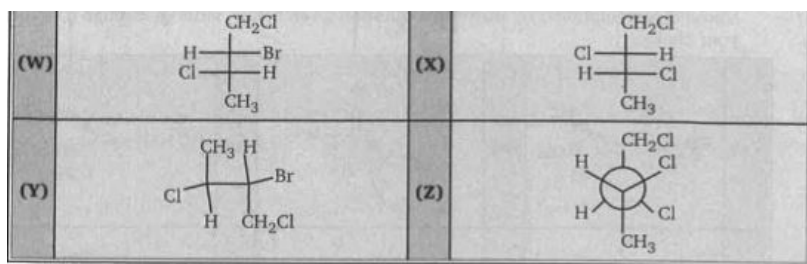 (W)
CH₂Cl
H Br
Cl H
CH₃
(X)
CH₂Cl
Cl H
H Cl
CH₃
(Y)
CH₃ H
Br
Cl
H CH₂Cl
(Z)
CH₂Cl
H Cl
H Cl
CH₃